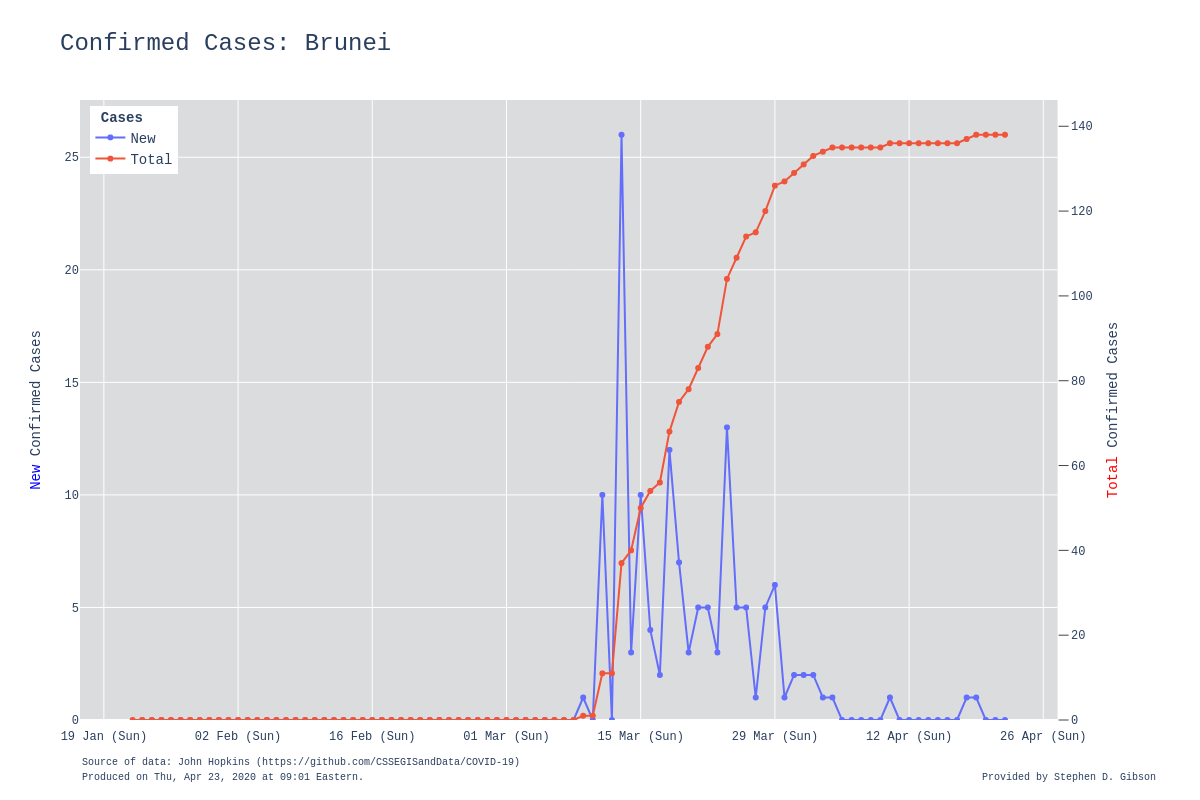 Confirmed Cases: Brunei
Cases
New
Total
25
20
15
10
5
0
140
120
100
80
60
40
20
0
New Confirmed Cases
Total Confirmed Cases
19 Jan (Sun) 02 Feb (Sun) 16 Feb (Sun) 01 Mar (Sun) 15 Mar (Sun) 29 Mar (Sun) 12 Apr (Sun) 26 Apr (Sun)
Source of data: John Hopkins (https://github.com/CSSEGISandData/COVID-19)
Produced on Thu, Apr 23, 2020 at 09:01 Eastern.
Provided by Stephen D. Gibson